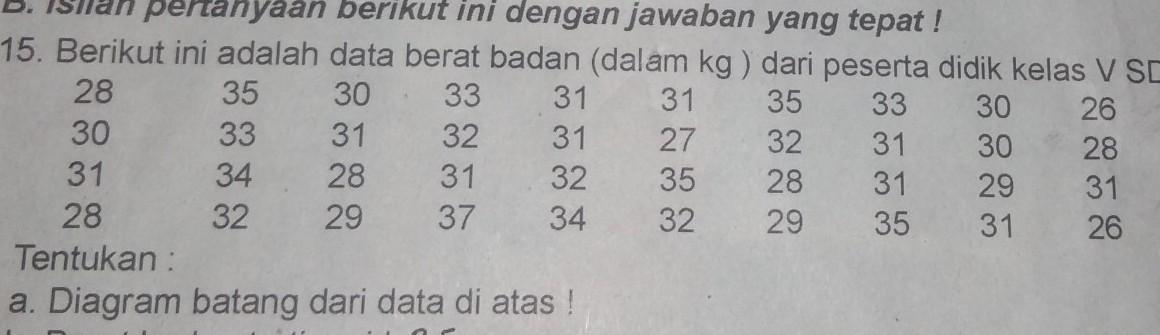 B. Isilah pertanyaan berikut ini dengan jawaban yang tepat !
15. Berikut ini adalah data berat badan (dalam kg ) dari peserta didik kelas V SD
28 35 30 33 31 31 35 33 30 26
30 33 31 32 31 27 32 31 30 28
31 34 28 31 32 35 28 31 29 31
28 32 29 37 34 32 29 35 31 26
Tentukan :
a. Diagram batang dari data di atas !